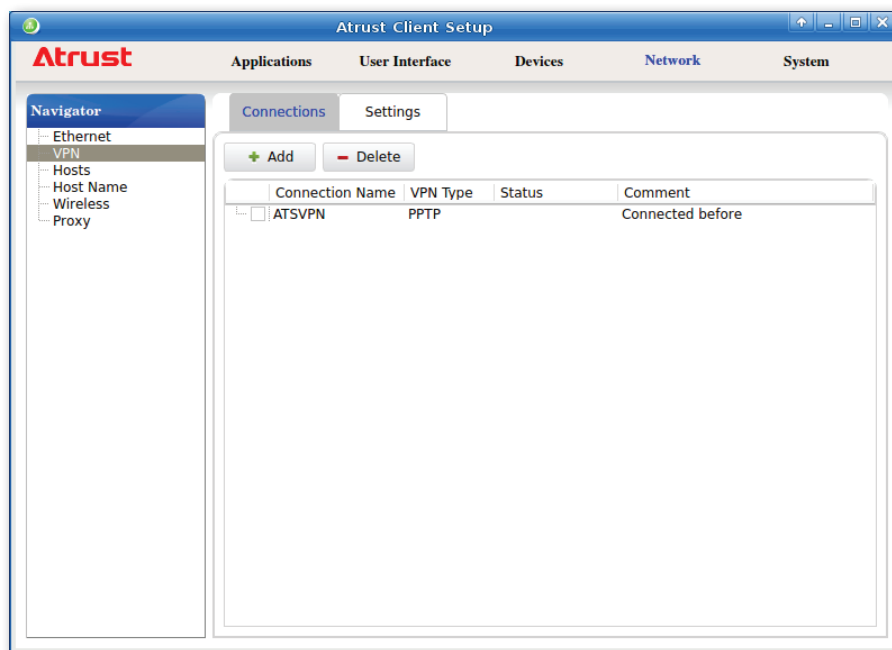 Atrust Client Setup
Atrust
Applications User Interface Devices Network System
Navigator
Ethernet
VPN
Hosts
Host Name
Wireless
Proxy
Connections Settings
Add Delete
Connection Name VPN Type Status Comment
ATSVPN PPTP Connected before